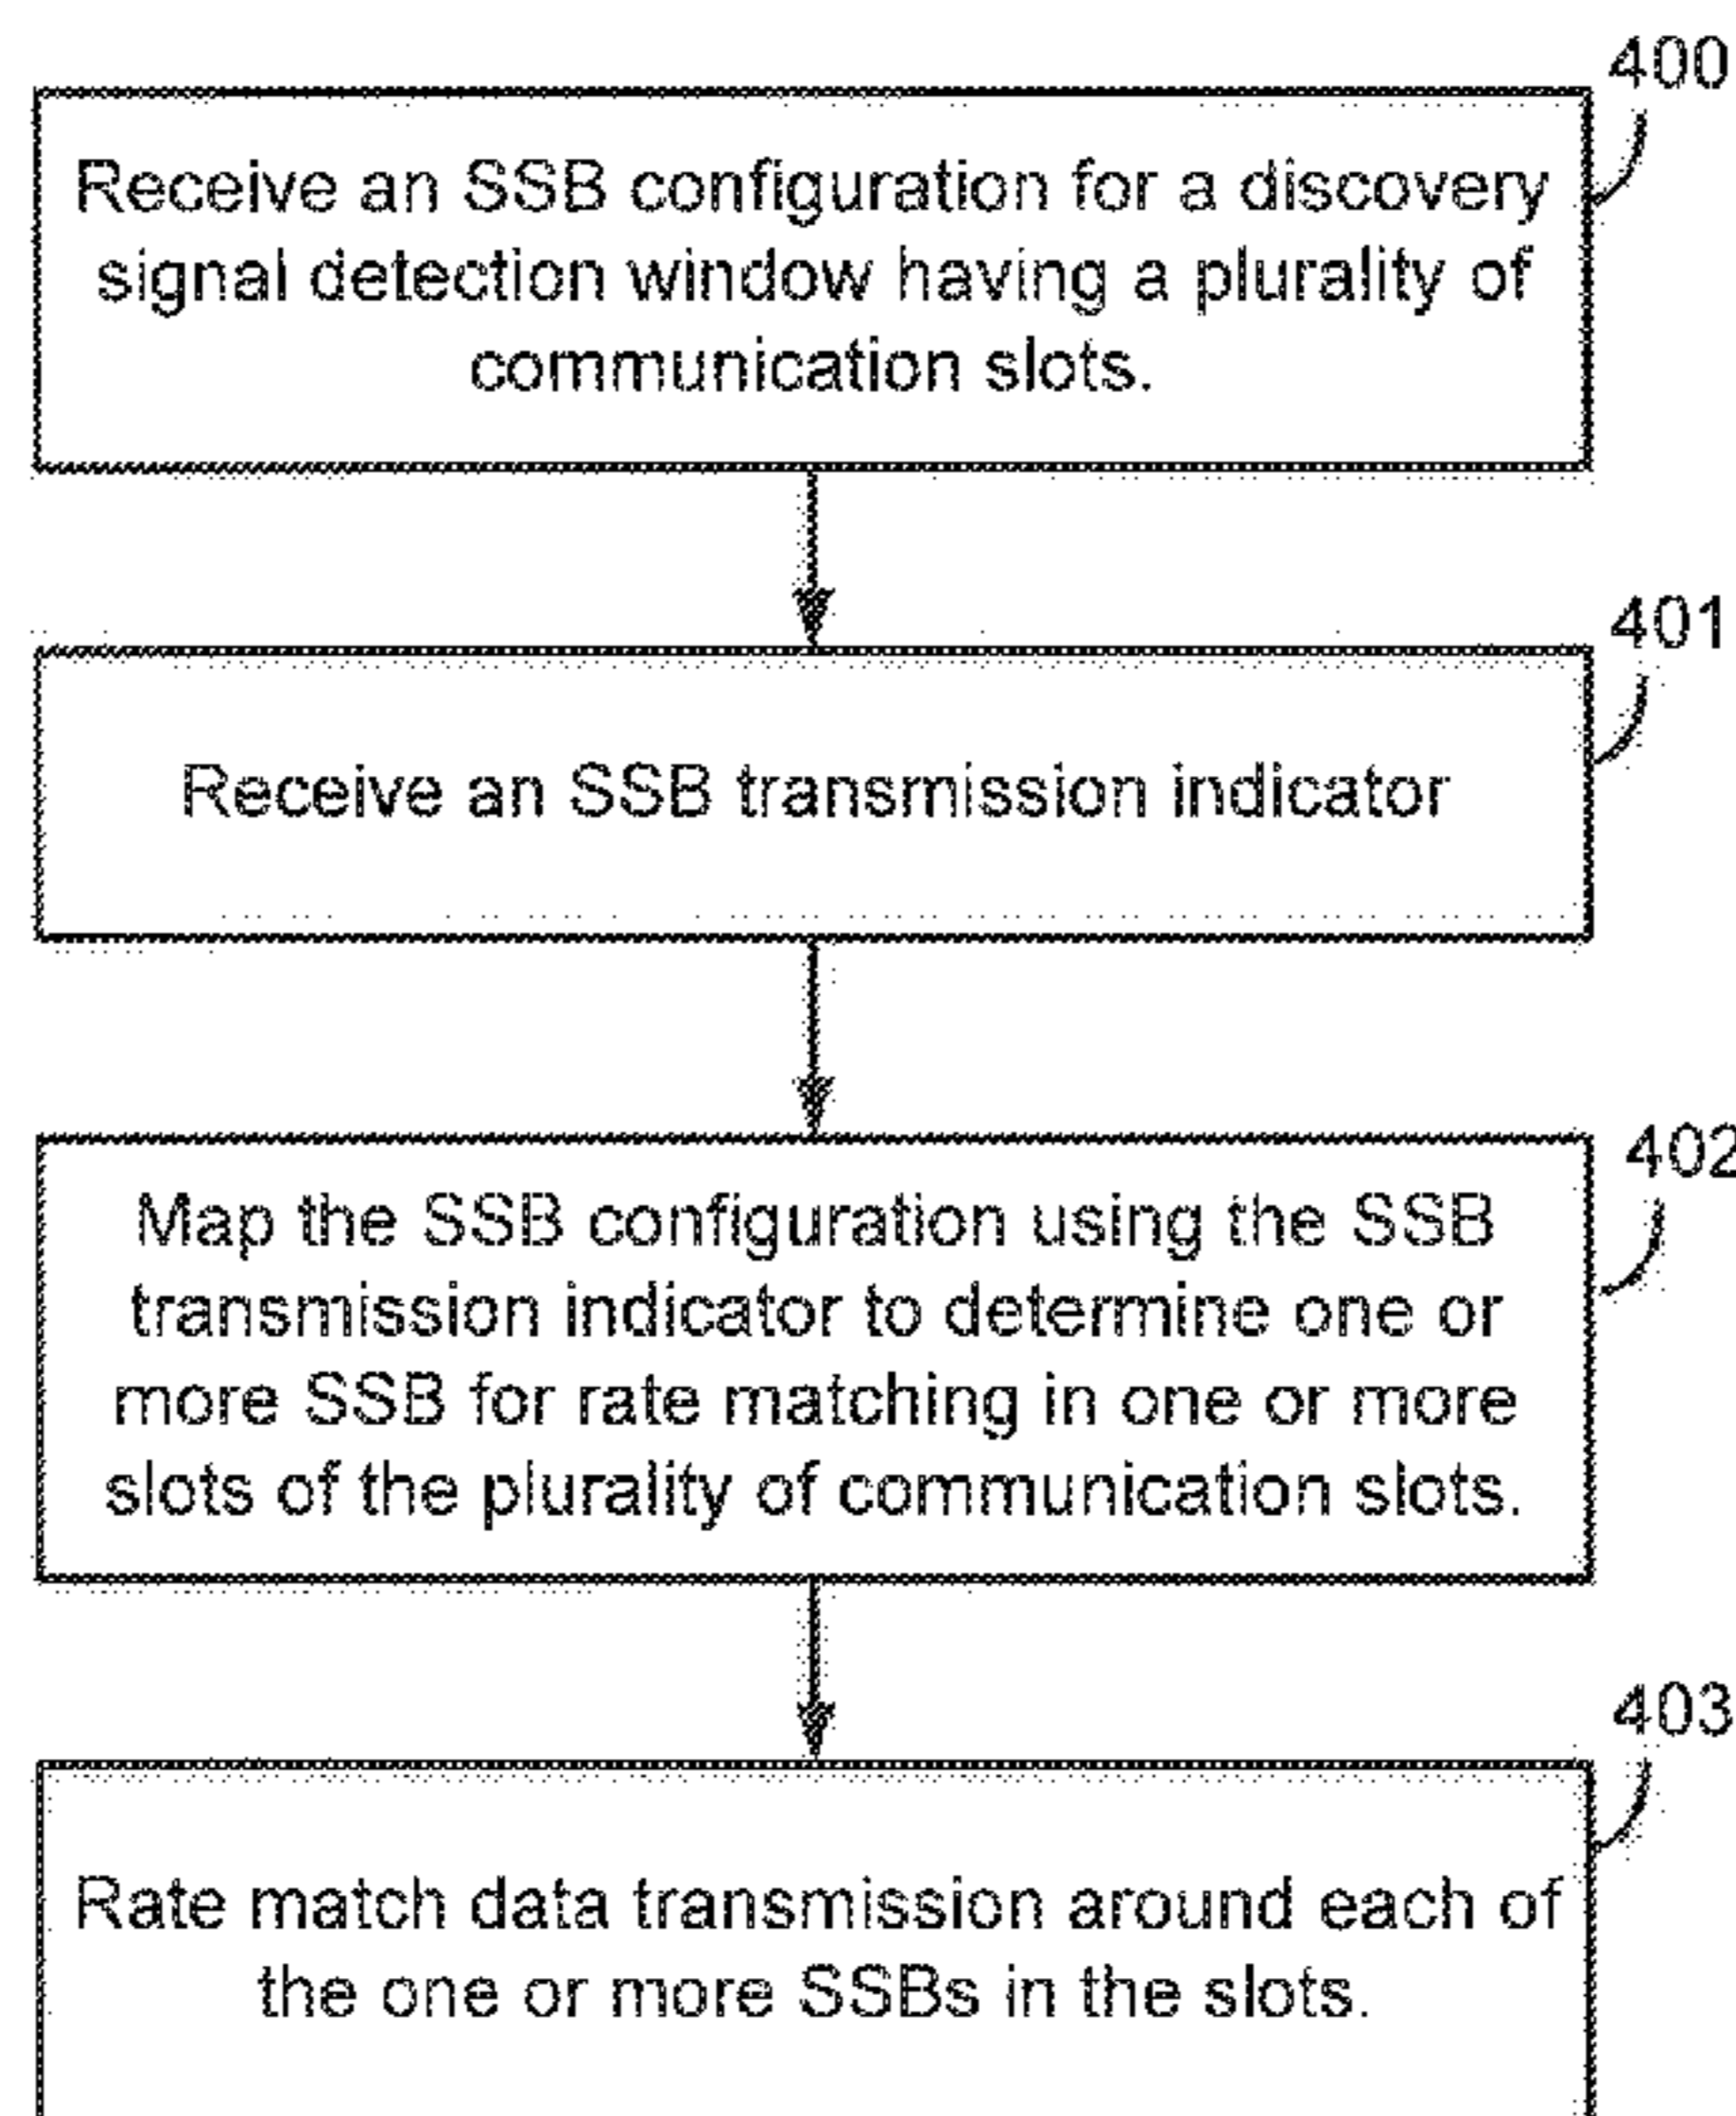 400
Receive an SSB configuration for a discovery
signal detection window having a plurality of
communication slots.
401
Receive an SSB transmission indicator
402
Map the SSB configuration using the SSB
transmission indicator to determine one or
more SSB for rate matching in one or more
slots of the plurality of communication slots.
403
Rate match data transmission around each of
the one or more SSBs in the slots.